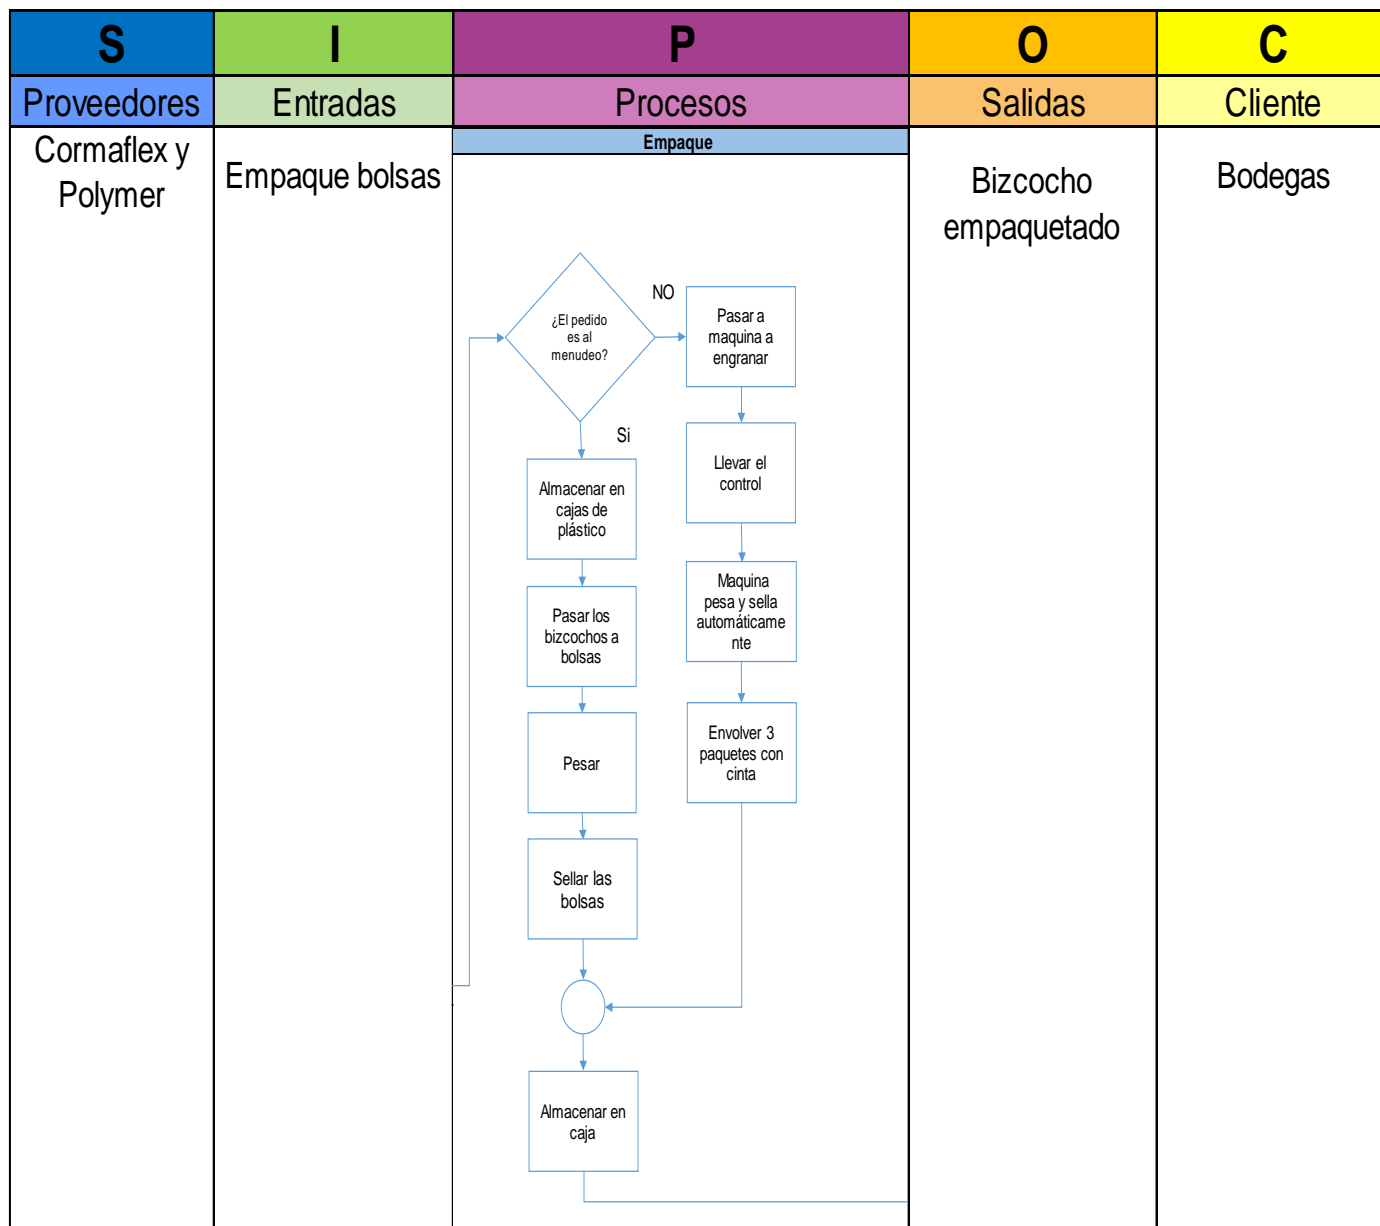 S
I
P
O
C
Proveedores
Entradas
Procesos
Salidas
Cliente
Cormaflex y
Polymer
Empaque bolsas
Empaque
Bizcocho
empaquetado
Bodegas
¿El pedido
es al
menudeo?
NO
Pasar a
maquina a
engranar
Si
Llevar el
control
Almacenar en
cajas de
plástico
Maquina
pesa y sella
automáticame
nte
Pasar los
bizcochos a
bolsas
Envolver 3
paquetes con
cinta
Pesar
Sellar las
bolsas
Almacenar en
caja